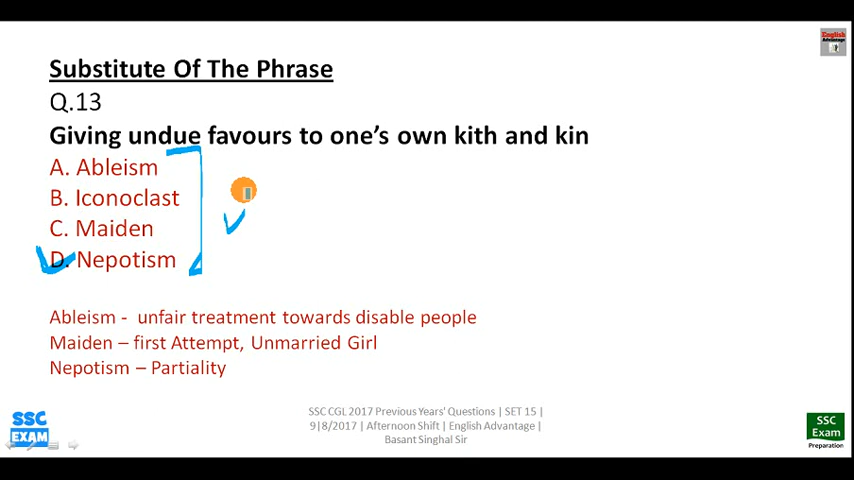 English
Advantage
Substitute Of The Phrase
Q.13
Giving undue favours to one's own kith and kin
A. Ableism
B. Iconoclast
C. Maiden
D. Nepotism
Ableism - unfair treatment towards disable people
Maiden – first Attempt, Unmarried Girl
Nepotism – Partiality
SSC
EXAM
SSC CGL 2017 Previous Years' Questions | SET 15 |
9|8/2017 | Afternoon Shift | English Advantage |
Basant Singhal Sir
SSC
Exam
Preparation